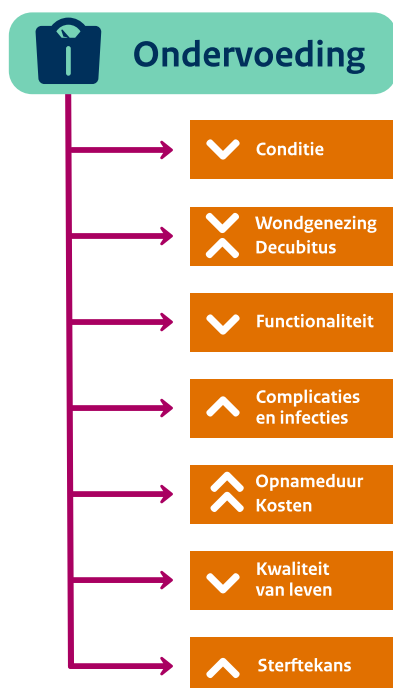 Ondervoeding
Conditie
Wondgenezing
Decubitus
Functionaliteit
Complicaties
en infecties
Opnameduur
Kosten
Kwaliteit
van leven
Sterftekans